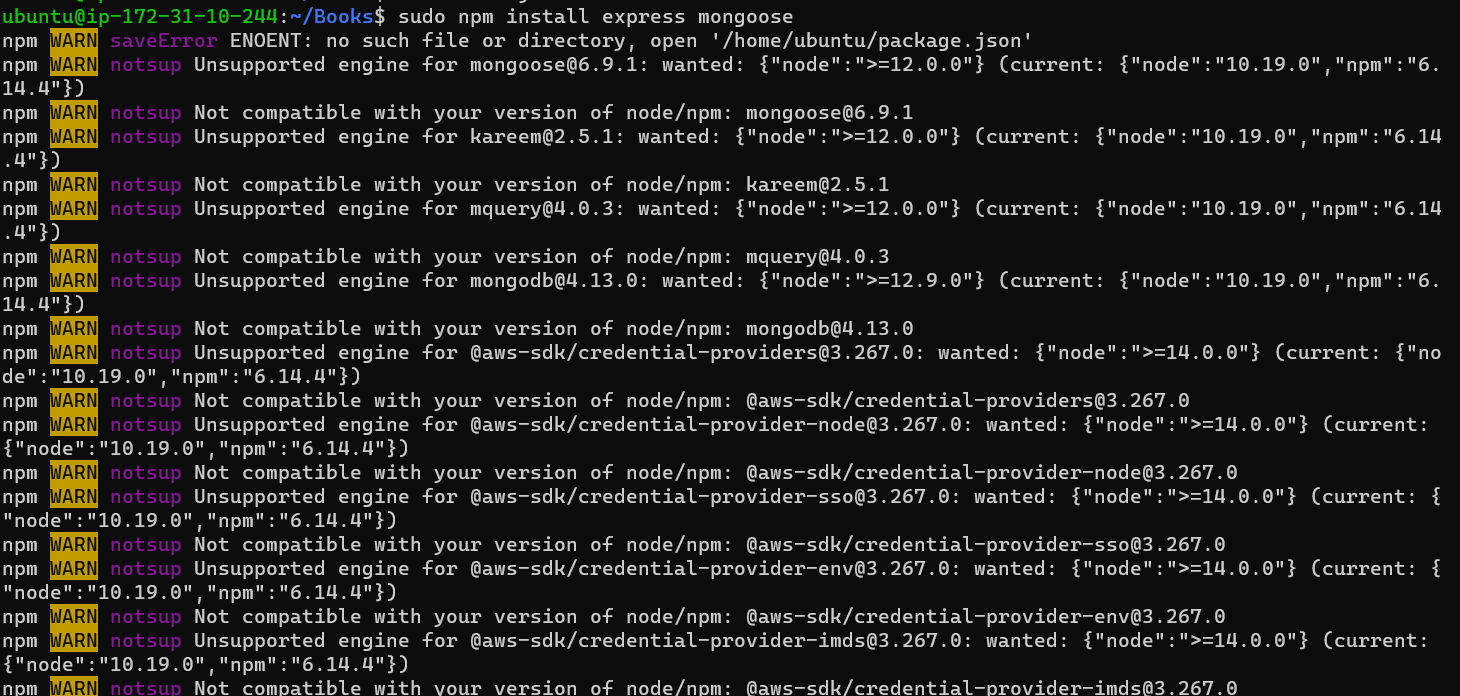 ubuntu@ip-172-31-10-244:~/Books$ sudo npm install express mongoose
npm WARN saveError ENOENT: no such file or directory, open '/home/ubuntu/package.json'
npm WARN notsup Unsupported engine for mongoose@6.9.1: wanted: {"node":">=12.0.0"} (current: {"node":"10.19.0","npm":"6.
14.4"})
npm WARN notsup Not compatible with your version of node/npm: mongoose@6.9.1
npm WARN notsup Unsupported engine for kareem@2.5.1: wanted: {"node":">=12.0.0"} (current: {"node":"10.19.0","npm":"6.14
.4"})
npm WARN notsup Not compatible with your version of node/npm: kareem@2.5.1
npm WARN notsup Unsupported engine for mquery@4.0.3: wanted: {"node":">=12.0.0"} (current: {"node":"10.19.0","npm":"6.14
.4"})
npm WARN notsup Not compatible with your version of node/npm: mquery@4.0.3
npm WARN notsup Unsupported engine for mongodb@4.13.0: wanted: {"node":">=12.9.0"} (current: {"node":"10.19.0","npm":"6.
14.4"})
npm WARN notsup Not compatible with your version of node/npm: mongodb@4.13.0
npm WARN notsup Unsupported engine for @aws-sdk/credential-providers@3.267.0: wanted: {"node":">=14.0.0"} (current: {"no
de":"10.19.0","npm":"6.14.4"})
npm WARN notsup Not compatible with your version of node/npm: @aws-sdk/credential-providers@3.267.0
npm WARN notsup Unsupported engine for @aws-sdk/credential-provider-node@3.267.0: wanted: {"node":">=14.0.0"} (current: 
{"node":"10.19.0","npm":"6.14.4"})
npm WARN notsup Not compatible with your version of node/npm: @aws-sdk/credential-provider-node@3.267.0
npm WARN notsup Unsupported engine for @aws-sdk/credential-provider-sso@3.267.0: wanted: {"node":">=14.0.0"} (current: {
"node":"10.19.0","npm":"6.14.4"})
npm WARN notsup Not compatible with your version of node/npm: @aws-sdk/credential-provider-sso@3.267.0
npm WARN notsup Unsupported engine for @aws-sdk/credential-provider-env@3.267.0: wanted: {"node":">=14.0.0"} (current: {
"node":"10.19.0","npm":"6.14.4"})
npm WARN notsup Not compatible with your version of node/npm: @aws-sdk/credential-provider-env@3.267.0
npm WARN notsup Unsupported engine for @aws-sdk/credential-provider-imds@3.267.0: wanted: {"node":">=14.0.0"} (current: 
{"node":"10.19.0","npm":"6.14.4"})
npm WARN notsup Not compatible with your version of node/npm: @aws-sdk/credential-provider-imds@3.267.0